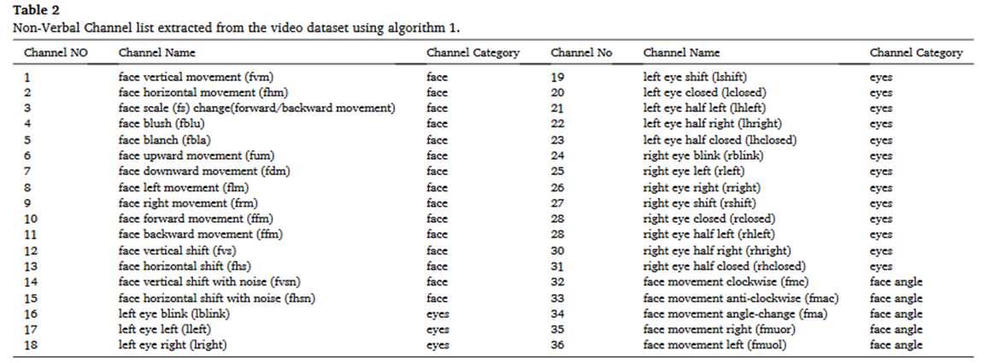 Table 2
Non-Verbal Channel list extracted from the video dataset using algorithm 1.
Channel NO Channel Name Channel Category Channel No Channel Name Channel Category
1 face vertical movement (fvm) face 19 left eye shift (lshift) eyes
2 face horizontal movement (fhm) face 20 left eye closed (lclosed) eyes
3 face scale (fs) change(forward/backward movement) face 21 left eye half left (lhleft) eyes
4 face blush (fblu) face 22 left eye half right (lhright) eyes
5 face blanch (fbla) face 23 left eye half closed (lhclosed) eyes
6 face upward movement (fum) face 24 right eye blink (rblink) eyes
7 face downward movement (fdm) face 25 right eye left (rleft) eyes
8 face left movement (flm) face 26 right eye right (rright) eyes
9 face right movement (frm) face 27 right eye shift (rshift) eyes
10 face forward movement (ffm) face 28 right eye closed (rclosed) eyes
11 face backward movement (ffm) face 28 right eye half left (rhleft) eyes
12 face vertical shift (fvs) face 30 right eye half right (rhright) eyes
13 face horizontal shift (fhs) face 31 right eye half closed (rhclosed) eyes
14 face vertical shift with noise (fvsn) face 32 face movement clockwise (fmc) face angle
15 face horizontal shift with noise (fhsn) face 33 face movement anti-clockwise (fmac) face angle
16 left eye blink (lblink) eyes 34 face movement angle-change (fma) face angle
17 left eye left (lleft) eyes 35 face movement right (fmuor) face angle
18 left eye right (lright) eyes 36 face movement left (fmuol) face angle